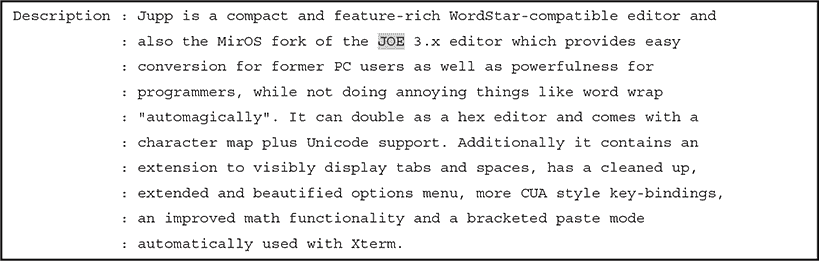 Description : Jupp is a compact and feature-rich WordStar-compatible editor and
: also the MirOS fork of the JOE 3.x editor which provides easy
: conversion for former PC users as well as powerfulness for
: programmers, while not doing annoying things like word wrap
: "automagically". It can double as a hex editor and comes with a
: character map plus Unicode support. Additionally it contains an
: extension to visibly display tabs and spaces, has a cleaned up,
: extended and beautified options menu, more CUA style key-bindings,
: an improved math functionality and a bracketed paste mode
: automatically used with Xterm.